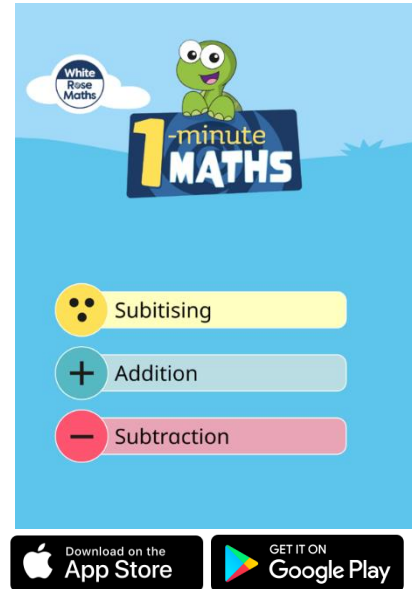 White
Rose
Maths
1-minute
MATHS
Subitising
+ Addition
− Subtraction
Download on the
App Store
GET IT ON
Google Play